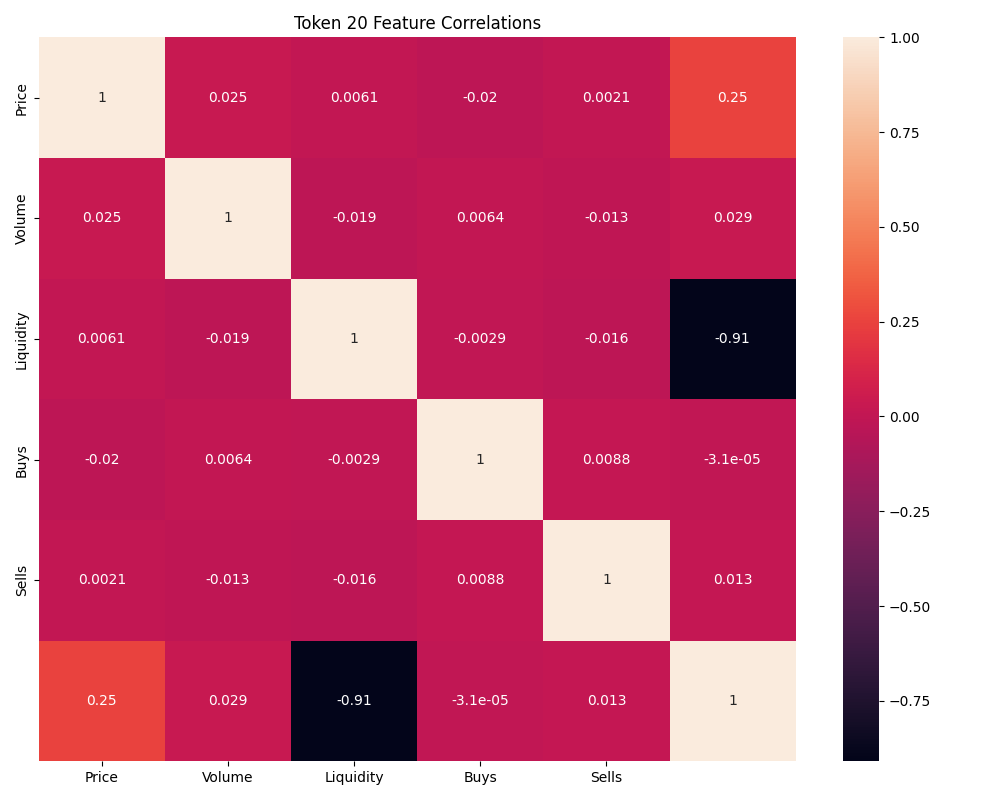 Token 20 Feature Correlations
Price 1 0.025 0.0061 -0.02 0.0021 0.25
Volume 0.025 1 -0.019 0.0064 -0.013 0.029
Liquidity 0.0061 -0.019 1 -0.0029 -0.016 -0.91
Buys -0.02 0.0064 -0.0029 1 0.0088 -3.1e-05
Sells 0.0021 -0.013 -0.016 0.0088 1 0.013
0.25 0.029 -0.91 -3.1e-05 0.013 1
Price Volume Liquidity Buys Sells
1.00
0.75
0.50
0.25
0.00
−0.25
−0.50
−0.75